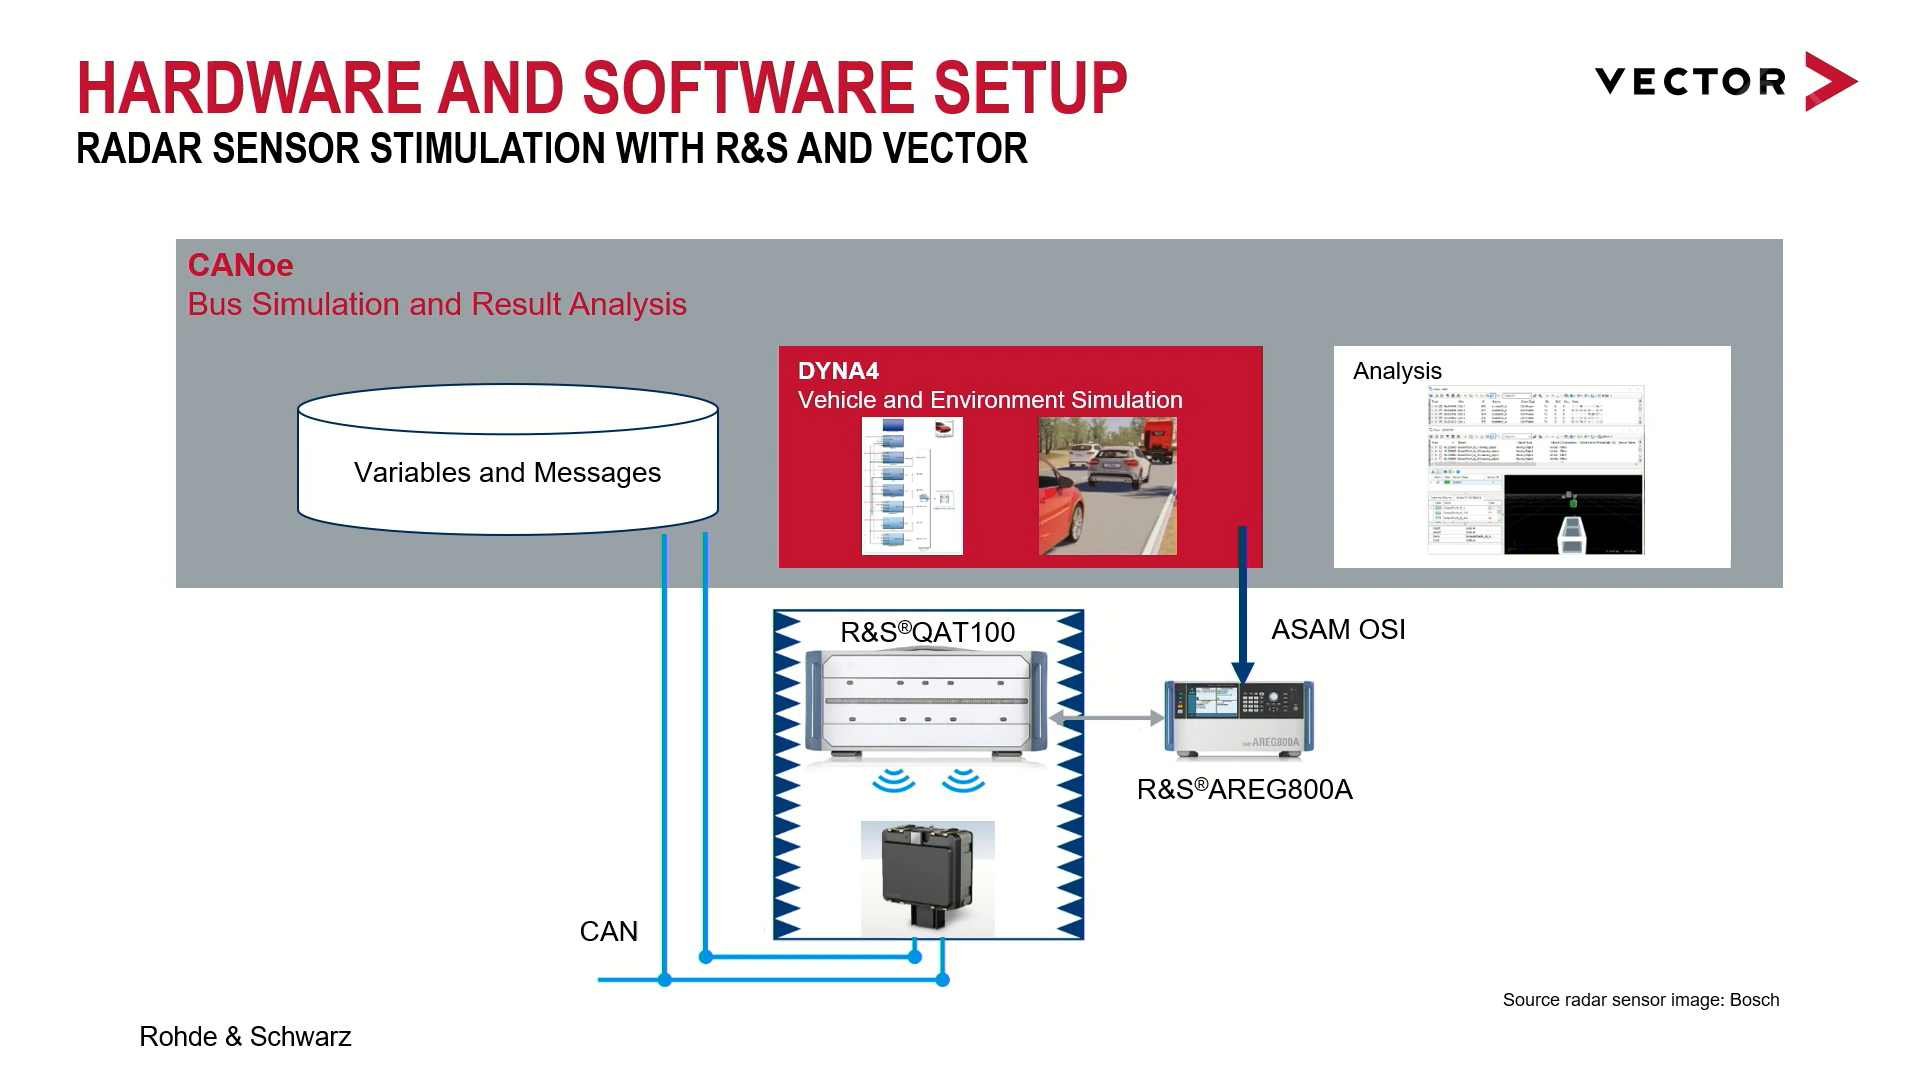 HARDWARE AND SOFTWARE SETUP
RADAR SENSOR STIMULATION WITH R&S AND VECTOR
VECTOR
CANoe
Bus Simulation and Result Analysis
Variables and Messages
DYNA4
Vehicle and Environment Simulation
Analysis
ASAM OSI
R&S®QAT100
AREG800A
R&S®AREG800A
CAN
Source radar sensor image: Bosch
Rohde & Schwarz